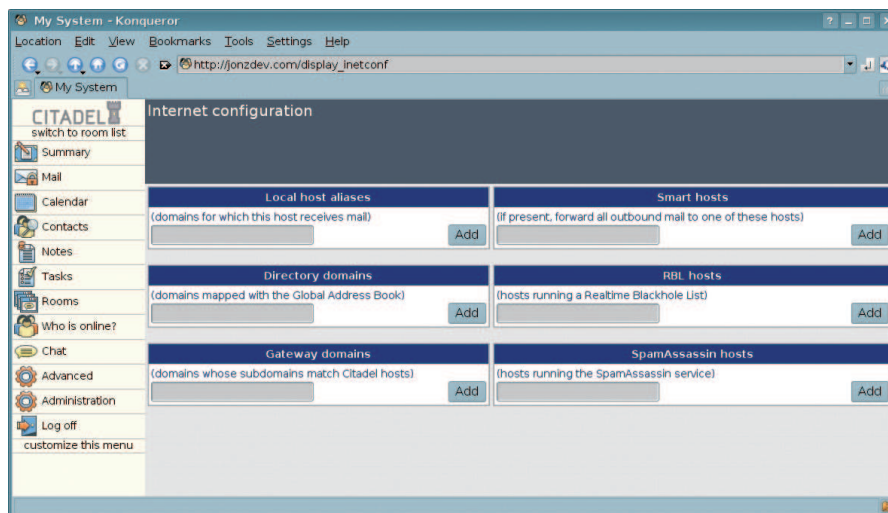 My System - Konqueror
Location Edit View Bookmarks Tools Settings Help
http://jonzdev.com/display_inetconf
My System
CITADEL
switch to room list
Summary
Mail
Calendar
Contacts
Notes
Tasks
Rooms
Who is online?
Chat
Advanced
Administration
Log off
customize this menu
Internet configuration
Local host aliases
(domains for which this host receives mail)
Add
Smart hosts
(if present, forward all outbound mail to one of these hosts)
Add
Directory domains
(domains mapped with the Global Address Book)
Add
RBL hosts
(hosts running a Realtime Blackhole List)
Add
Gateway domains
(domains whose subdomains match Citadel hosts)
Add
SpamAssassin hosts
(hosts running the SpamAssassin service)
Add